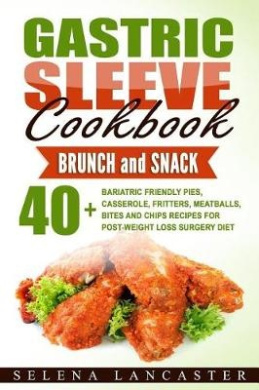 GASTRIC
SLEEVE
Cookbook
BRUNCH and SNACK
40+
BARIATRIC FRIENDLY PIES,
CASSEROLE, FRITTERS, MEATBALLS,
BITES AND CHIPS RECIPES FOR
POST-WEIGHT LOSS SURGERY DIET
SELENA LANCASTER